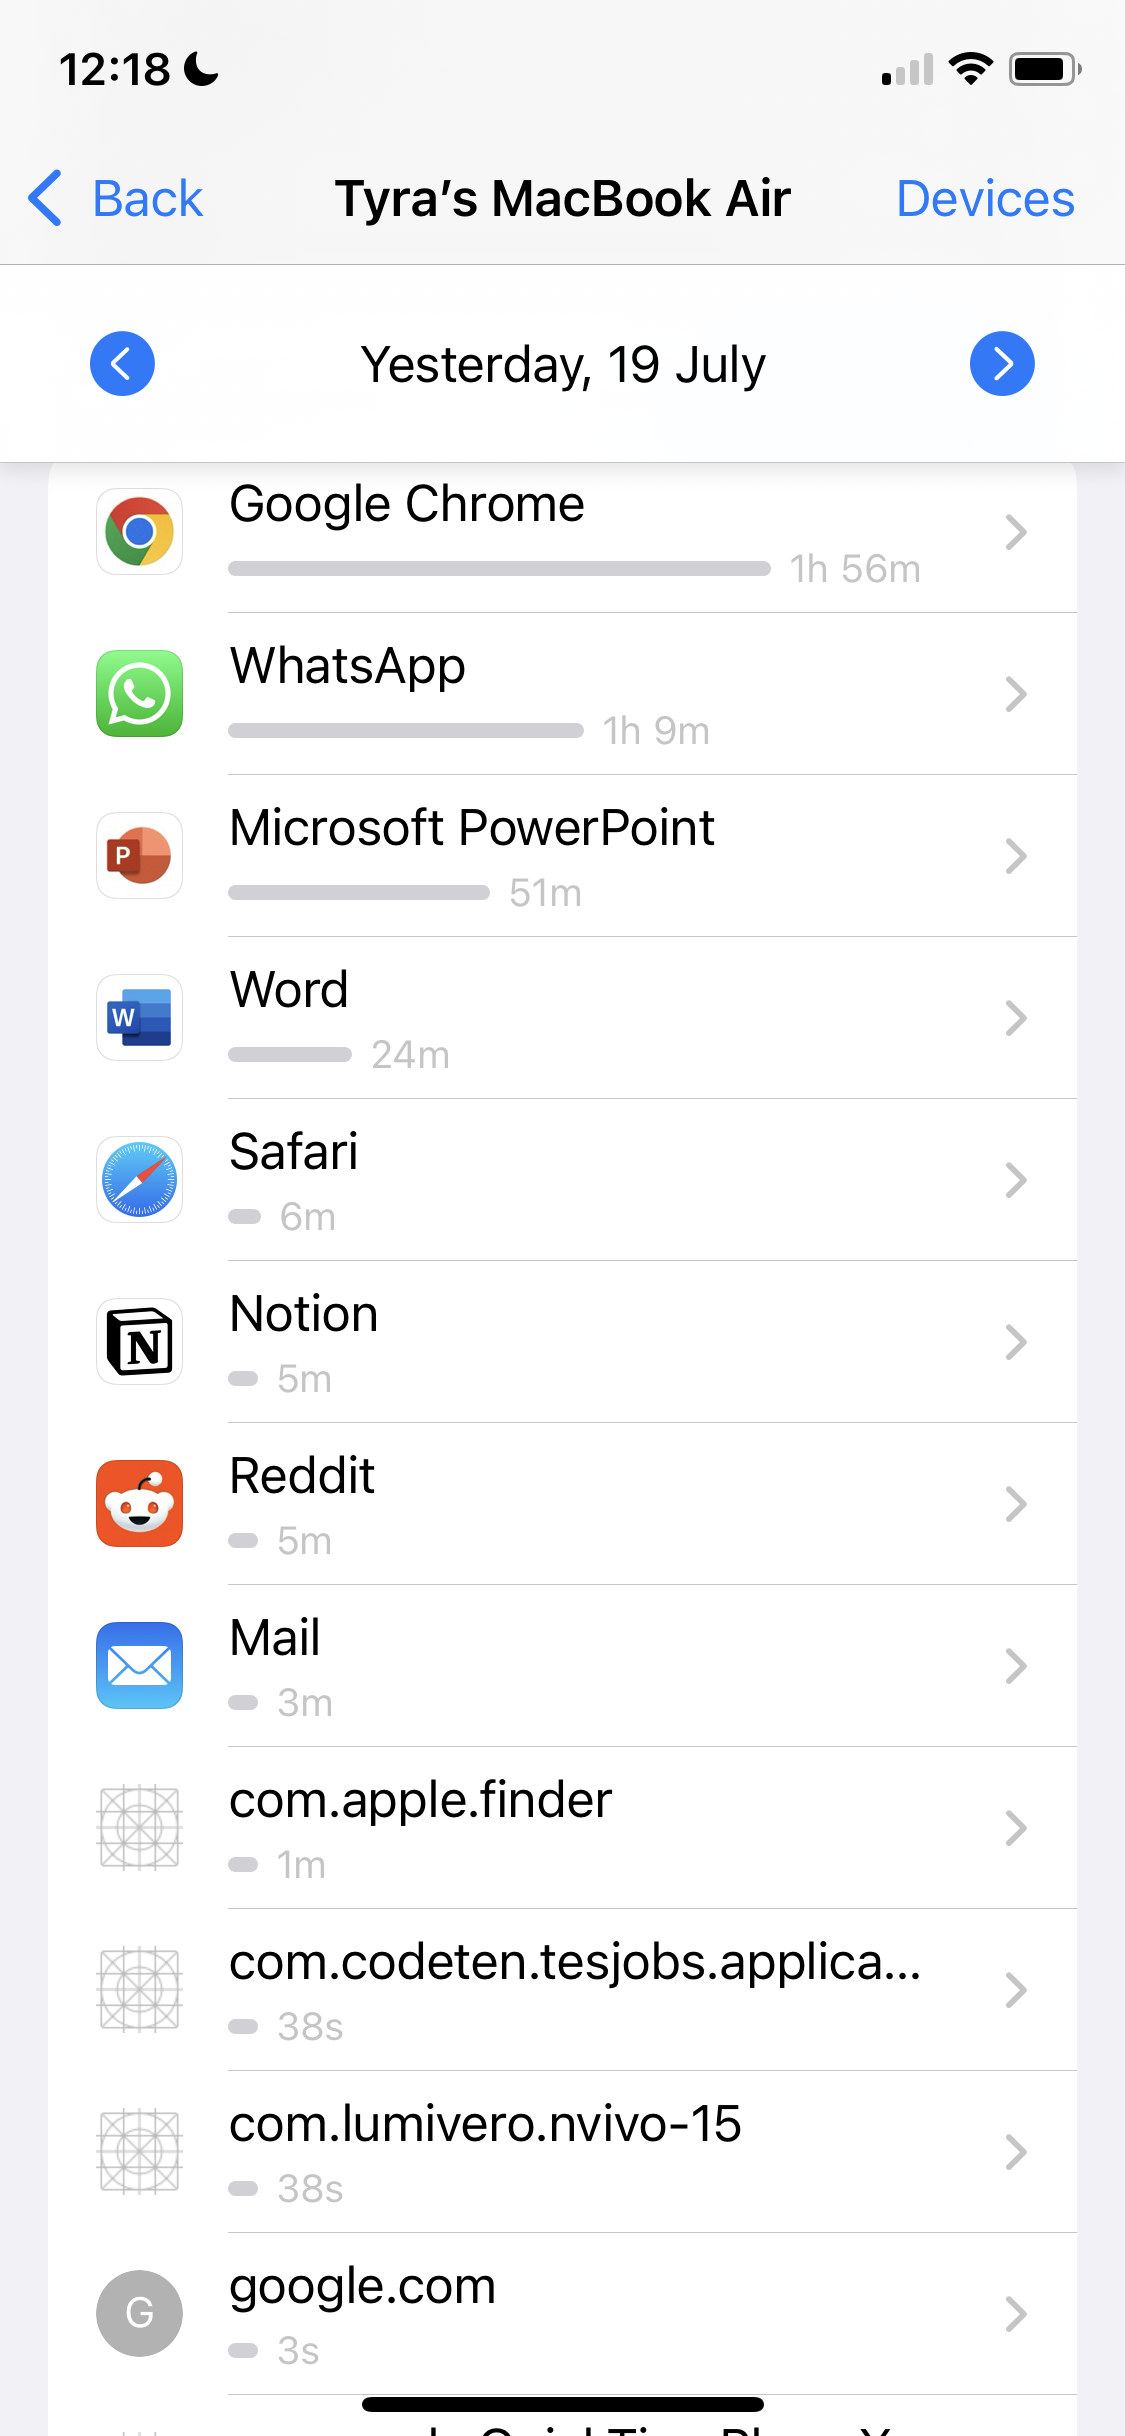 12:18
Back Tyra's MacBook Air Devices
Yesterday, 19 July
Google Chrome
1h 56m
WhatsApp
1h 9m
P
Microsoft PowerPoint
51m
W
Word
24m
Safari
6m
N
Notion
5m
Reddit
5m
Mail
3m
com.apple.finder
1m
com.codeten.tesjobs.applica...
38s
com.lumivero.nvivo-15
38s
G
google.com
3s